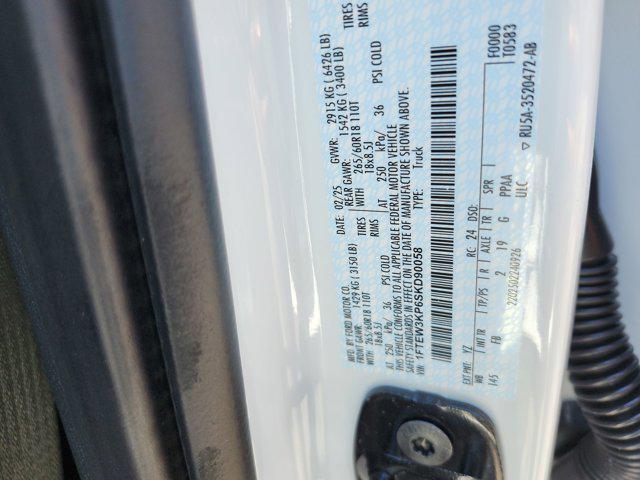 MFD. BY FORD MOTOR CO. DATE: 02/25 GVWR: 2915 KG ( 6426 LB)
FRONT GAWR: 1429 KG ( 3150 LB) REAR GAWR: 1542 KG ( 3400 LB)
WITH 265/60R18 110T TIRES WITH 265/60R18 110T TIRES
18x8.5J RIMS 18x8.5J RIMS
AT 250 kPa/ 36 PSI COLD AT 250 kPa/ 36 PSI COLD
THIS VEHICLE CONFORMS TO ALL APPLICABLE FEDERAL MOTOR VEHICLE
SAFETY STANDARDS IN EFFECT ON THE DATE OF MANUFACTURE SHOWN ABOVE.
VIN: 1FTEW3KP6SKD90058 TYPE: Truck
F0000
T0583
EXT PNT: YZ RC: 24 DSO:
WB INT TR TP/PS R AXLE TR SPR
145 FB 2 19 G PPAA
ULC
2202502240926
▽ RU5A-3520472-AB